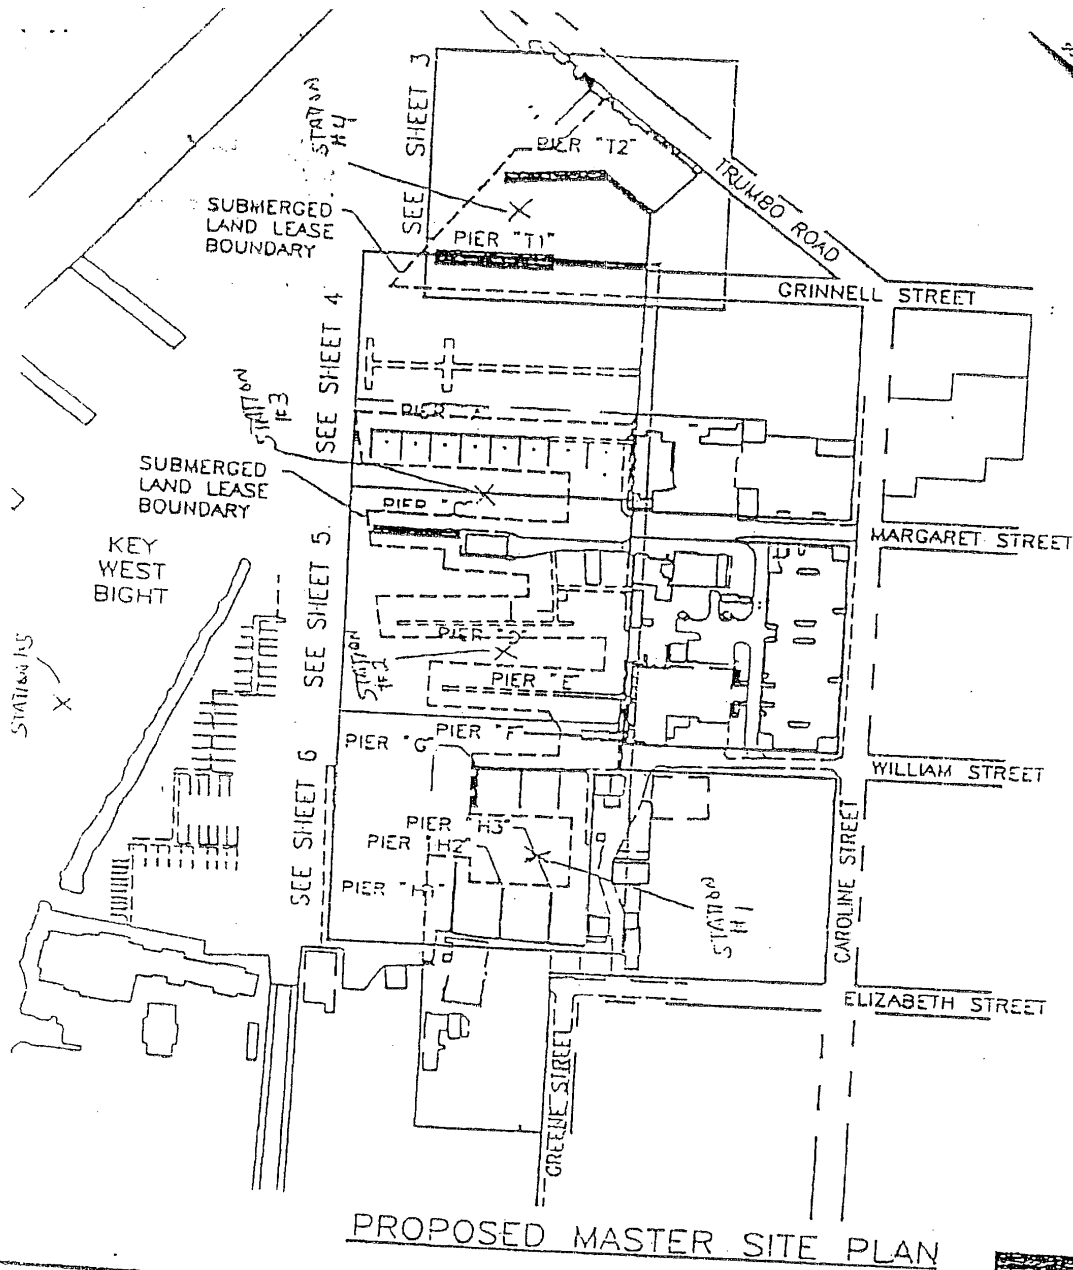 SEE SHEET 3
STATION
#4
PIER "T2"
TRUMBO ROAD
SUBMERGED
LAND LEASE
BOUNDARY
PIER "T1"
GRINNELL STREET
SEE SHEET 4
STATION
#3
PIER "A"
SUBMERGED
LAND LEASE
BOUNDARY
PIER
MARGARET STREET
KEY
WEST
BIGHT
SEE SHEET 5
STATION #5
STATION
#2
PIER "D"
PIER "E"
PIER "F"
PIER "G"
WILLIAM STREET
SEE SHEET 6
PIER "H3"
PIER "H2"
PIER "H1"
STATION
#1
CAROLINE STREET
ELIZABETH STREET
GREENE STREET
PROPOSED MASTER SITE PLAN